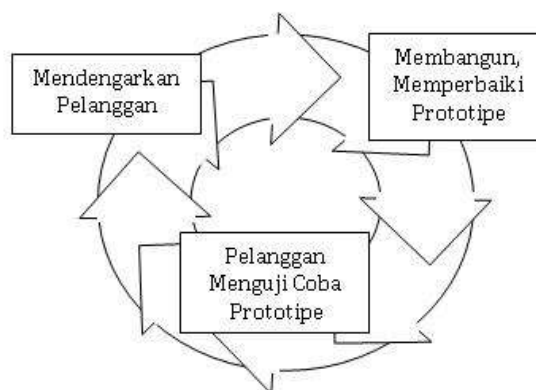 Mendengarkan
Pelanggan
Membangun,
Memperbaiki
Prototipe
Pelanggan
Menguji Coba
Prototipe